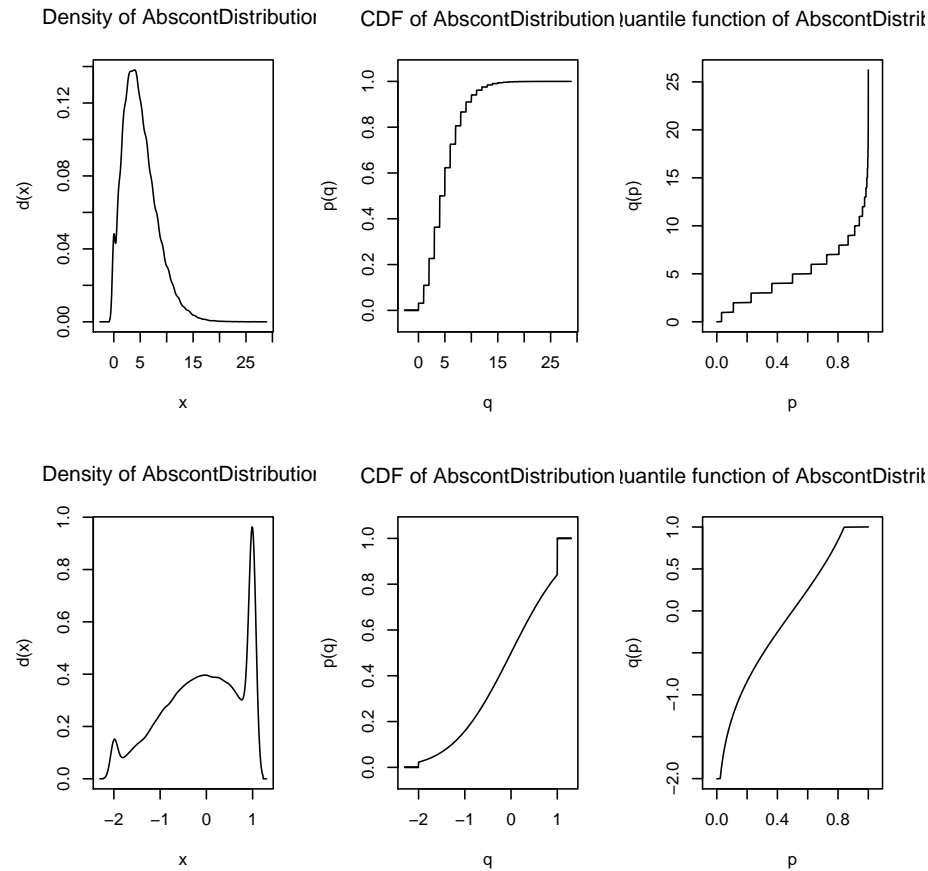 Density of AbscontDistribution
CDF of AbscontDistribution
uantile function of AbscontDistrib
d(x)
0.00 0.04 0.08 0.12
0 5 15 25
x
p(q)
0.0 0.2 0.4 0.6 0.8 1.0
0 5 15 25
q
q(p)
0 5 10 15 20 25
0.0 0.4 0.8
p
Density of AbscontDistribution
CDF of AbscontDistribution
uantile function of AbscontDistrib
d(x)
0.0 0.2 0.4 0.6 0.8 1.0
−2 −1 0 1
x
p(q)
0.0 0.2 0.4 0.6 0.8 1.0
−2 −1 0 1
q
q(p)
−2.0 −1.0 0.0 0.5 1.0
0.0 0.4 0.8
p